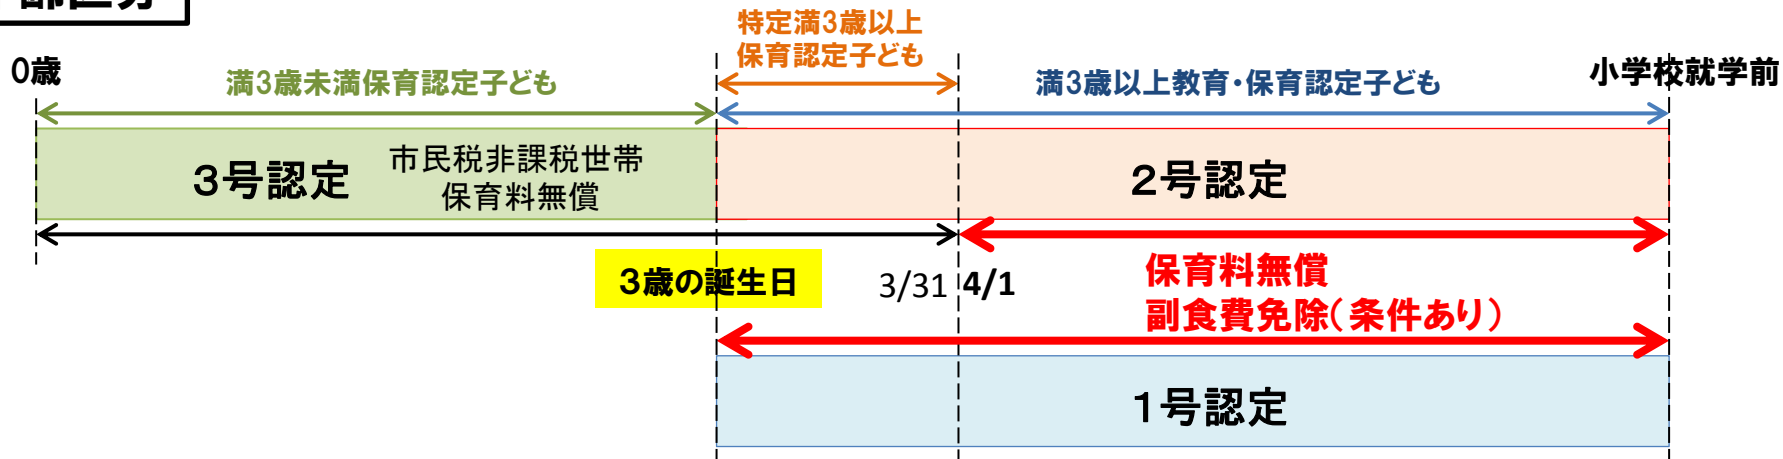 0歳
満3歳未満保育認定子ども
特定満3歳以上
保育認定子ども
満3歳以上教育・保育認定子ども
小学校就学前
3号認定
市民税非課税世帯
保育料無償
2号認定
3歳の誕生日
3/31
4/1
保育料無償
副食費免除(条件あり)
1号認定